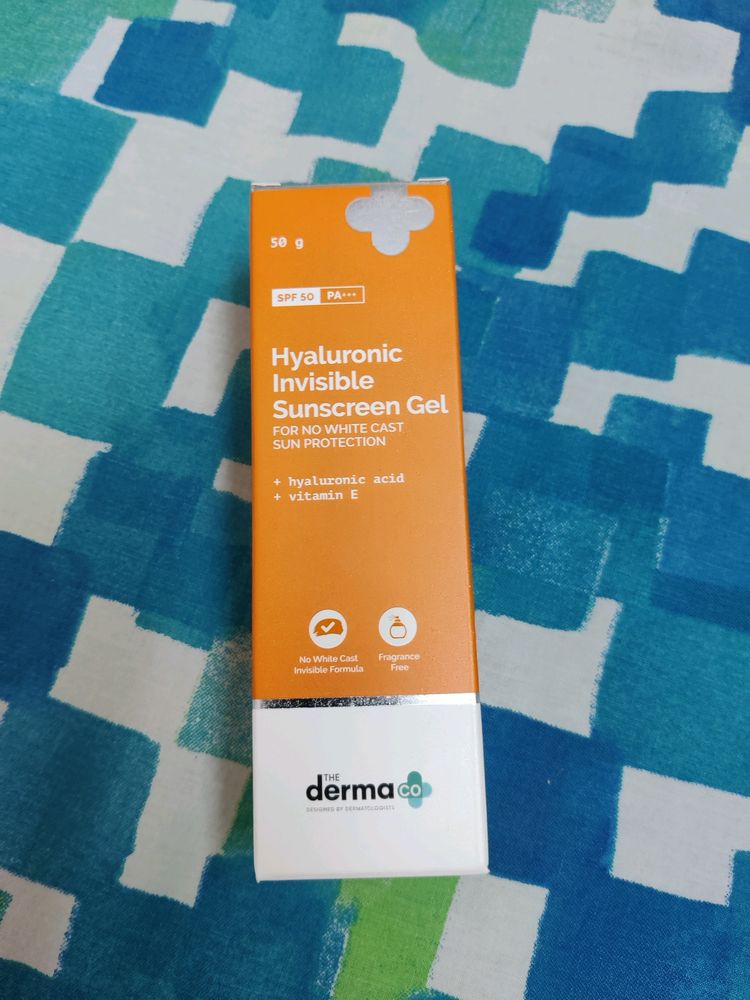 50 g
SPF 50 PA+++
Hyaluronic
Invisible
Sunscreen Gel
FOR NO WHITE CAST
SUN PROTECTION
+ hyaluronic acid
+ vitamin E
No White Cast
Invisible Formula
Fragrance
Free
THE
derma co
DESIGNED BY DERMATOLOGISTS